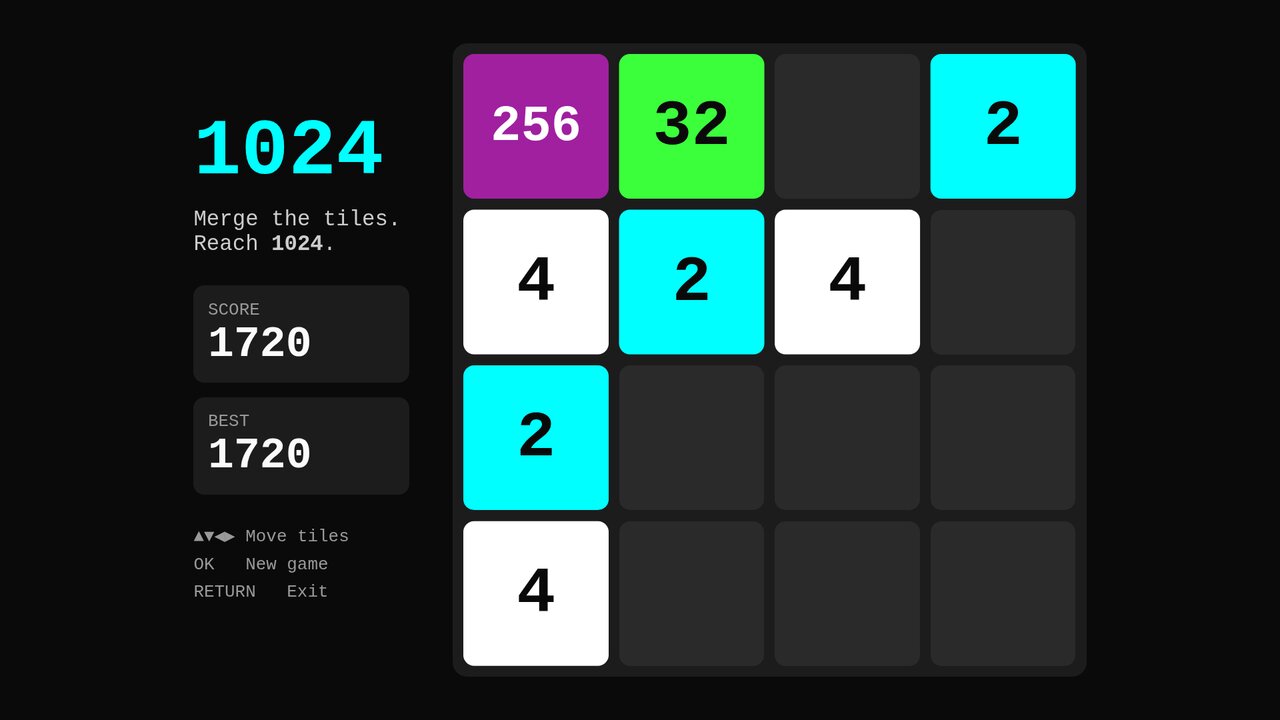 1024
Merge the tiles.
Reach 1024.
SCORE
1720
BEST
1720
▲▼◀▶ Move tiles
OK New game
RETURN Exit
256 32 2
4 2 4
2
4